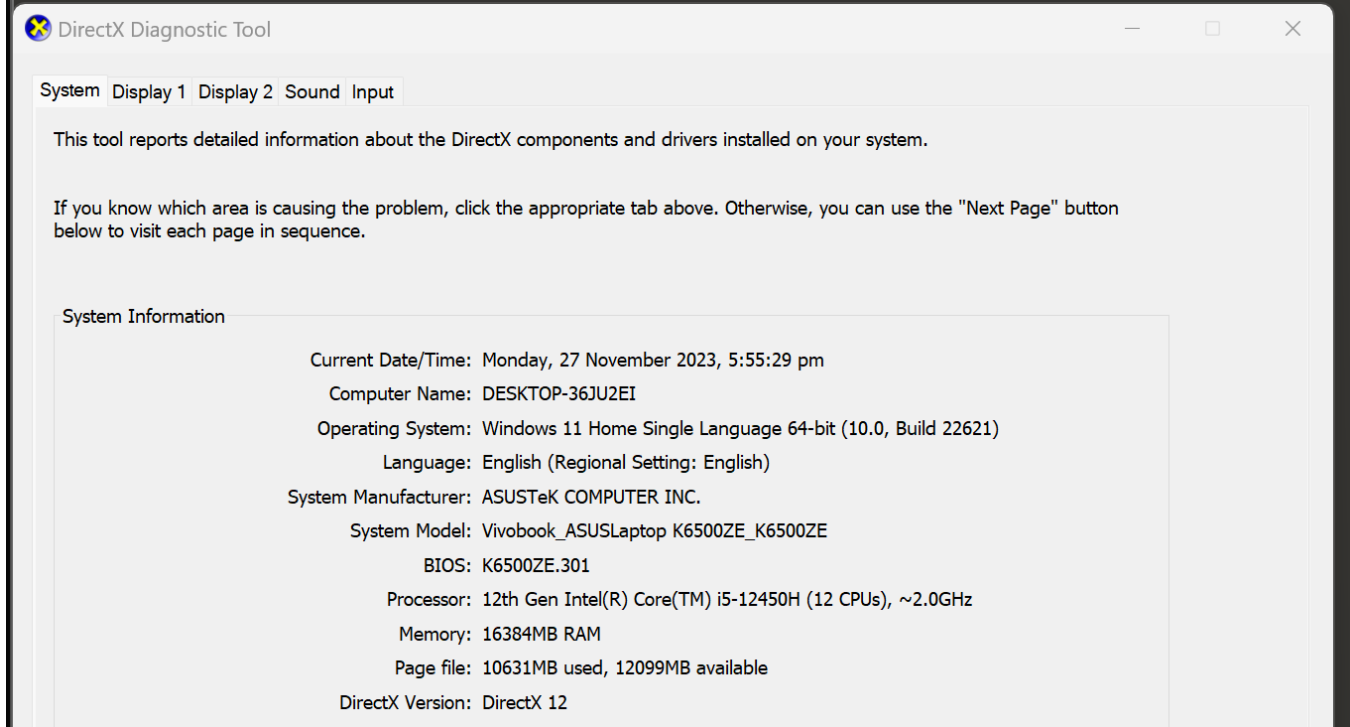 DirectX Diagnostic Tool
System Display 1 Display 2 Sound Input
This tool reports detailed information about the DirectX components and drivers installed on your system.
If you know which area is causing the problem, click the appropriate tab above. Otherwise, you can use the "Next Page" button
below to visit each page in sequence.
System Information
Current Date/Time: Monday, 27 November 2023, 5:55:29 pm
Computer Name: DESKTOP-36JU2EI
Operating System: Windows 11 Home Single Language 64-bit (10.0, Build 22621)
Language: English (Regional Setting: English)
System Manufacturer: ASUSTeK COMPUTER INC.
System Model: Vivobook_ASUSLaptop K6500ZE_K6500ZE
BIOS: K6500ZE.301
Processor: 12th Gen Intel(R) Core(TM) i5-12450H (12 CPUs), ~2.0GHz
Memory: 16384MB RAM
Page file: 10631MB used, 12099MB available
DirectX Version: DirectX 12